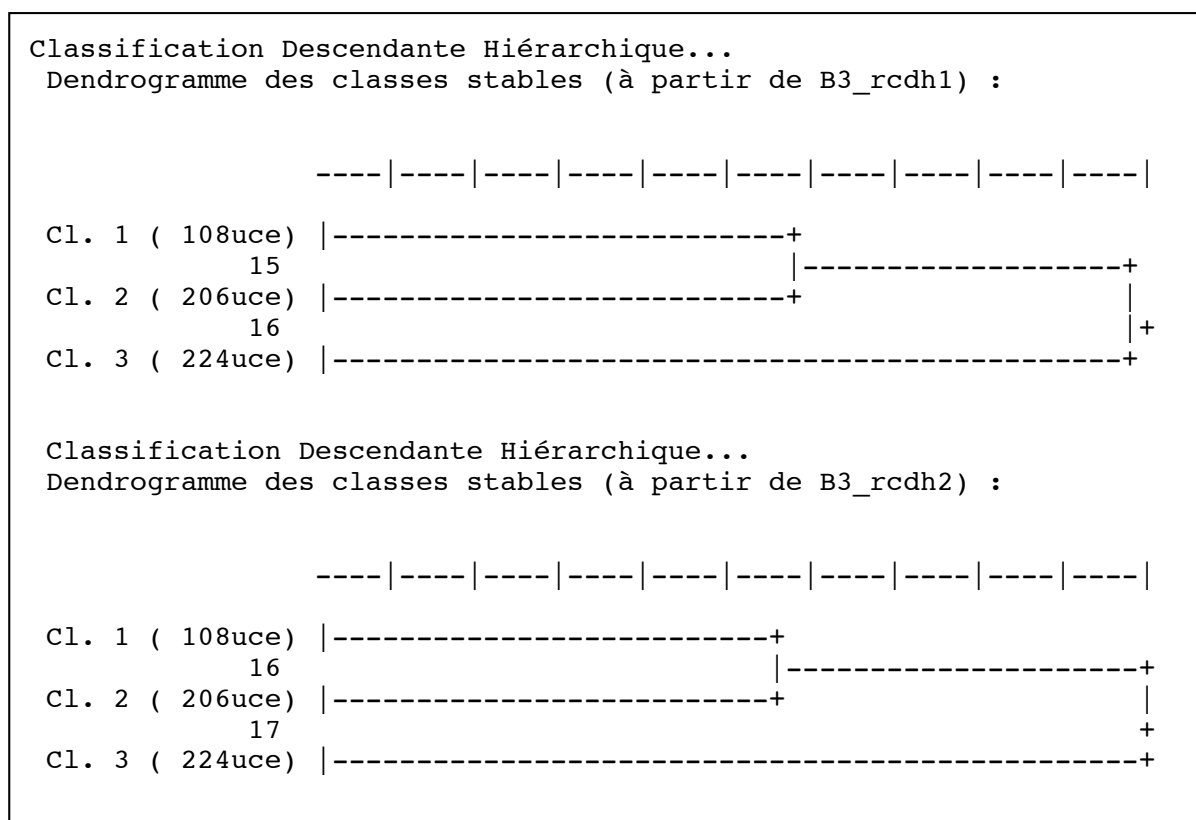 Classification Descendante Hiérarchique...
 Dendrogramme des classes stables (à partir de B3_rcdh1) :
                 ----|----|----|----|----|----|----|----|----|----|
 Cl. 1 ( 108uce) |---------------------------+
             15                              |-------------------+
 Cl. 2 ( 206uce) |---------------------------+                   |
             16                                                  |+
 Cl. 3 ( 224uce) |-----------------------------------------------+
 Classification Descendante Hiérarchique...
 Dendrogramme des classes stables (à partir de B3_rcdh2) :
                 ----|----|----|----|----|----|----|----|----|----|
 Cl. 1 ( 108uce) |--------------------------+
             16                             |---------------------+
 Cl. 2 ( 206uce) |--------------------------+                     |
             17                                                   +
 Cl. 3 ( 224uce) |------------------------------------------------+